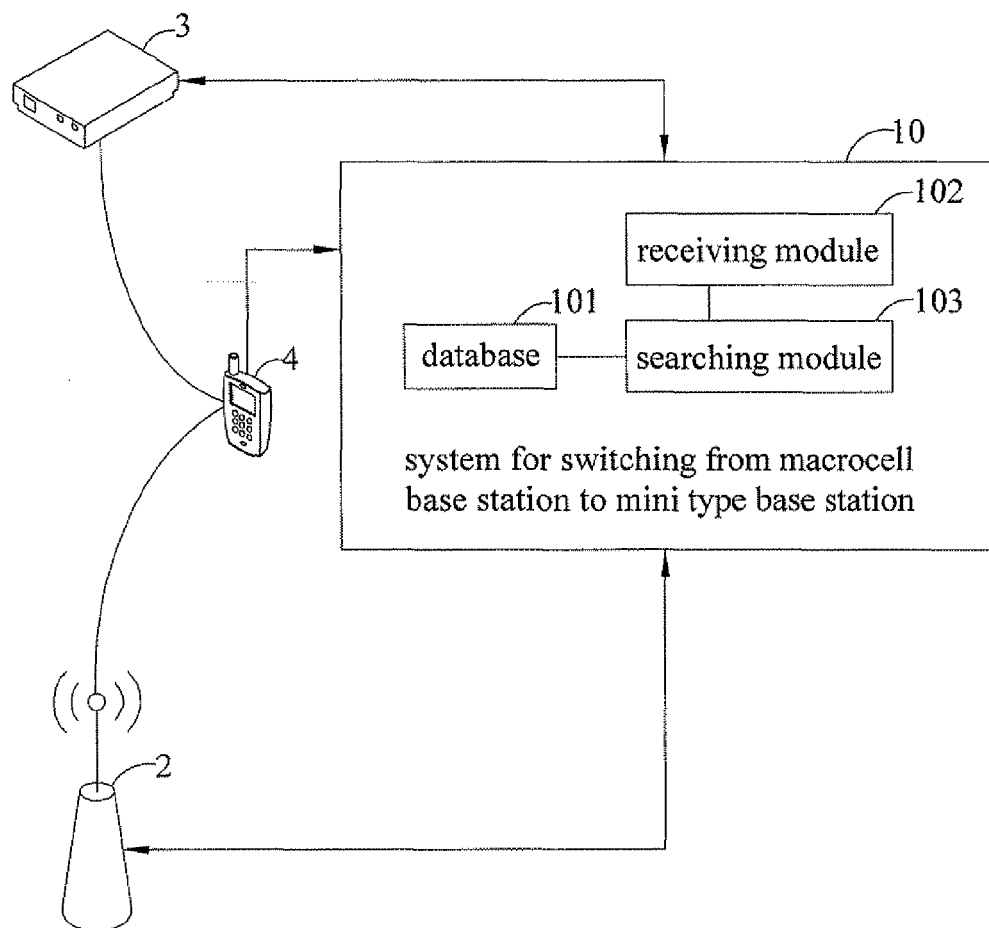 3
10
102
receiving module
101
103
database
searching module
4
system for switching from macrocell
base station to mini type base station
2